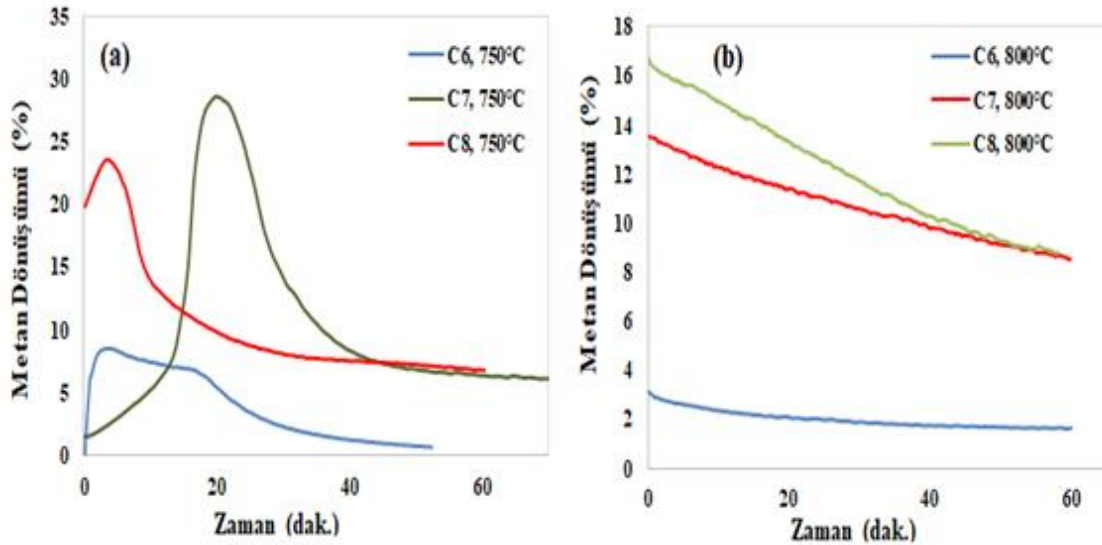 (a)
C6, 750°C
C7, 750°C
C8, 750°C
Metan Dönüşümü (%)
35
30
25
20
15
10
5
0
0 20 40 60
Zaman (dak.)
(b)
C6, 800°C
C7, 800°C
C8, 800°C
Metan Dönüşümü (%)
18
16
14
12
10
8
6
4
2
0
0 20 40 60
Zaman (dak.)